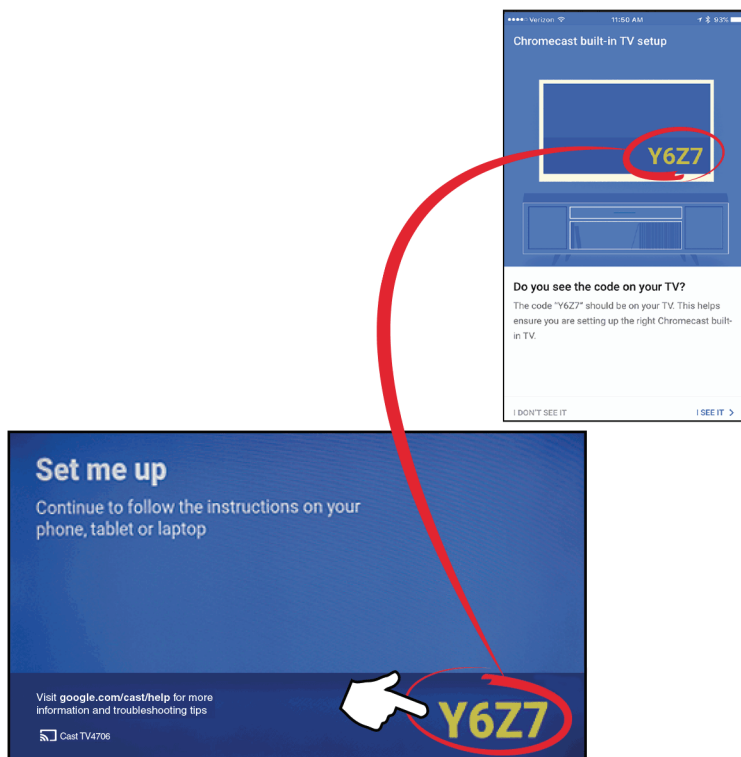 Verizon 11:50 AM 93%
Chromecast built-in TV setup
Y6Z7
Do you see the code on your TV?
The code "Y6Z7" should be on your TV. This helps
ensure you are setting up the right Chromecast built-
in TV.
I DON'T SEE IT I SEE IT >
Set me up
Continue to follow the instructions on your
phone, tablet or laptop
Visit google.com/cast/help for more
information and troubleshooting tips
Cast TV4706
Y6Z7